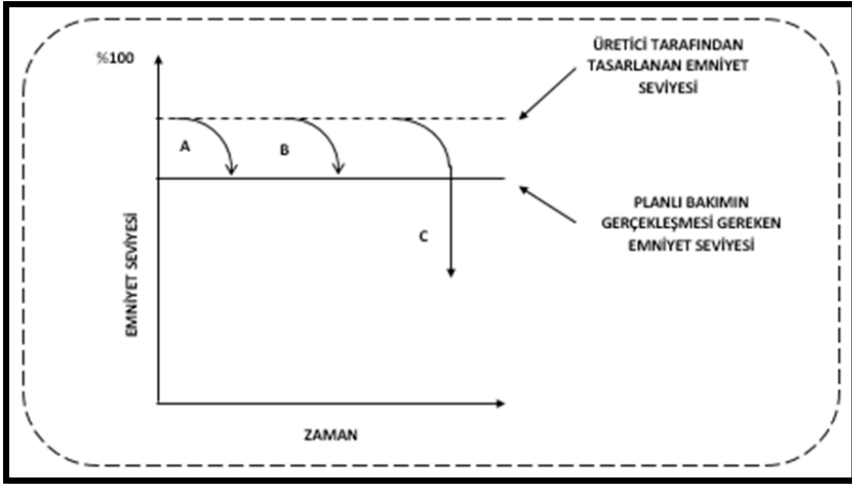 %100
ÜRETİCİ TARAFINDAN
TASARLANAN EMNİYET
SEVİYESİ
A
B
C
PLANLI BAKIMIN
GERÇEKLEŞMESİ GEREKEN
EMNİYET SEVİYESİ
EMNİYET SEVİYESİ
ZAMAN